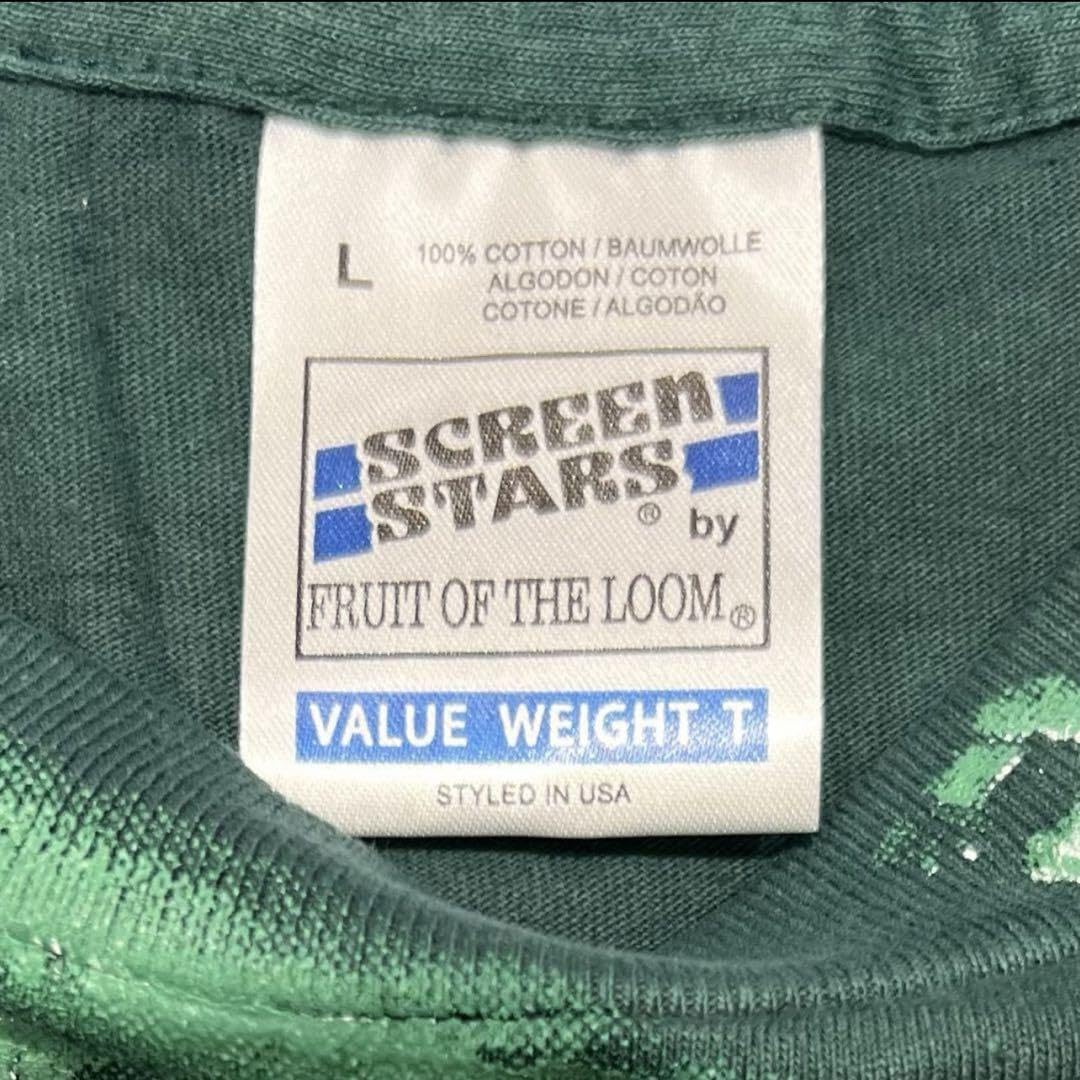 L
100% COTTON / BAUMWOLLE
ALGODON / COTON
COTONE / ALGODÃO
SCREEN
STARS ® by
FRUIT OF THE LOOM ®
VALUE WEIGHT T
STYLED IN USA